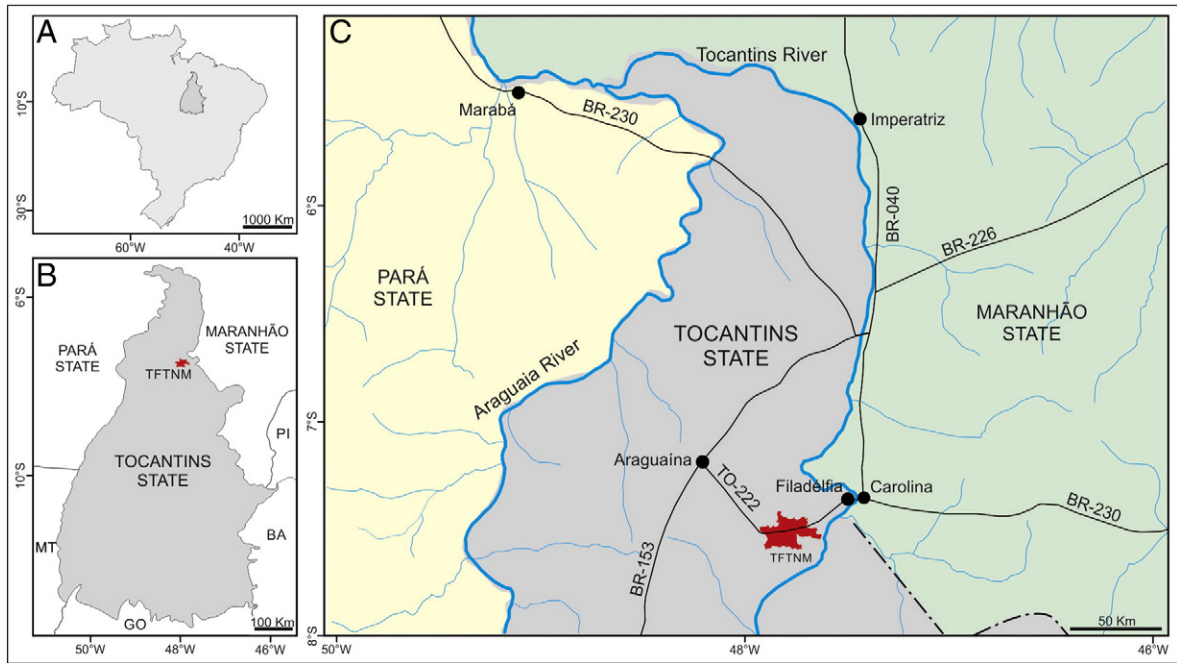 A
10°S
30°S
1000 Km
60°W
40°W
B
6°S
MARANHÃO
STATE
PARÁ
STATE
TFTNM
PI
TOCANTINS
STATE
10°S
BA
MT
GO
100 Km
50°W
48°W
46°W
C
Tocantins River
Marabá
BR-230
Imperatriz
6°S
BR-040
BR-226
PARÁ
STATE
TOCANTINS
STATE
MARANHÃO
STATE
Araguaia River
7°S
Araguaína
TO-222
Filadélfia
Carolina
BR-230
BR-153
TFTNM
50 Km
8°S
50°W
48°W
46°W